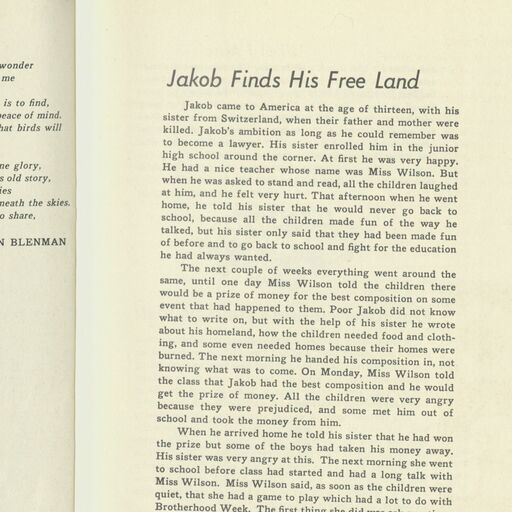 wonder
me
is to find,
peace of mind.
hat birds will
ne glory,
s old story,
ies
neath the skies.
o share,
N BLENMAN
Jakob Finds His Free Land
Jakob came to America at the age of thirteen, with his
sister from Switzerland, when their father and mother were
killed. Jakob's ambition as long as he could remember was
to become a lawyer. His sister enrolled him in the junior
high school around the corner. At first he was very happy.
He had a nice teacher whose name was Miss Wilson. But
when he was asked to stand and read, all the children laughed
at him, and he felt very hurt. That afternoon when he went
home, he told his sister that he would never go back to
school, because all the children made fun of the way he
talked, but his sister only said that they had been made fun
of before and to go back to school and fight for the education
he had always wanted.
The next couple of weeks everything went around the
same, until one day Miss Wilson told the children there
would be a prize of money for the best composition on some
event that had happened to them. Poor Jakob did not know
what to write on, but with the help of his sister he wrote
about his homeland, how the children needed food and cloth-
ing, and some even needed homes because their homes were
burned. The next morning he handed his composition in, not
knowing what was to come. On Monday, Miss Wilson told
the class that Jakob had the best composition and he would
get the prize of money. All the children were very angry
because they were prejudiced, and some met him out of
school and took the money from him.
When he arrived home he told his sister that he had won
the prize but some of the boys had taken his money away.
His sister was very angry at this. The next morning she went
to school before class had started and had a long talk with
Miss Wilson. Miss Wilson said, as soon as the children were
quiet, that she had a game to play which had a lot to do with
Brotherhood Week. The first thing she did was